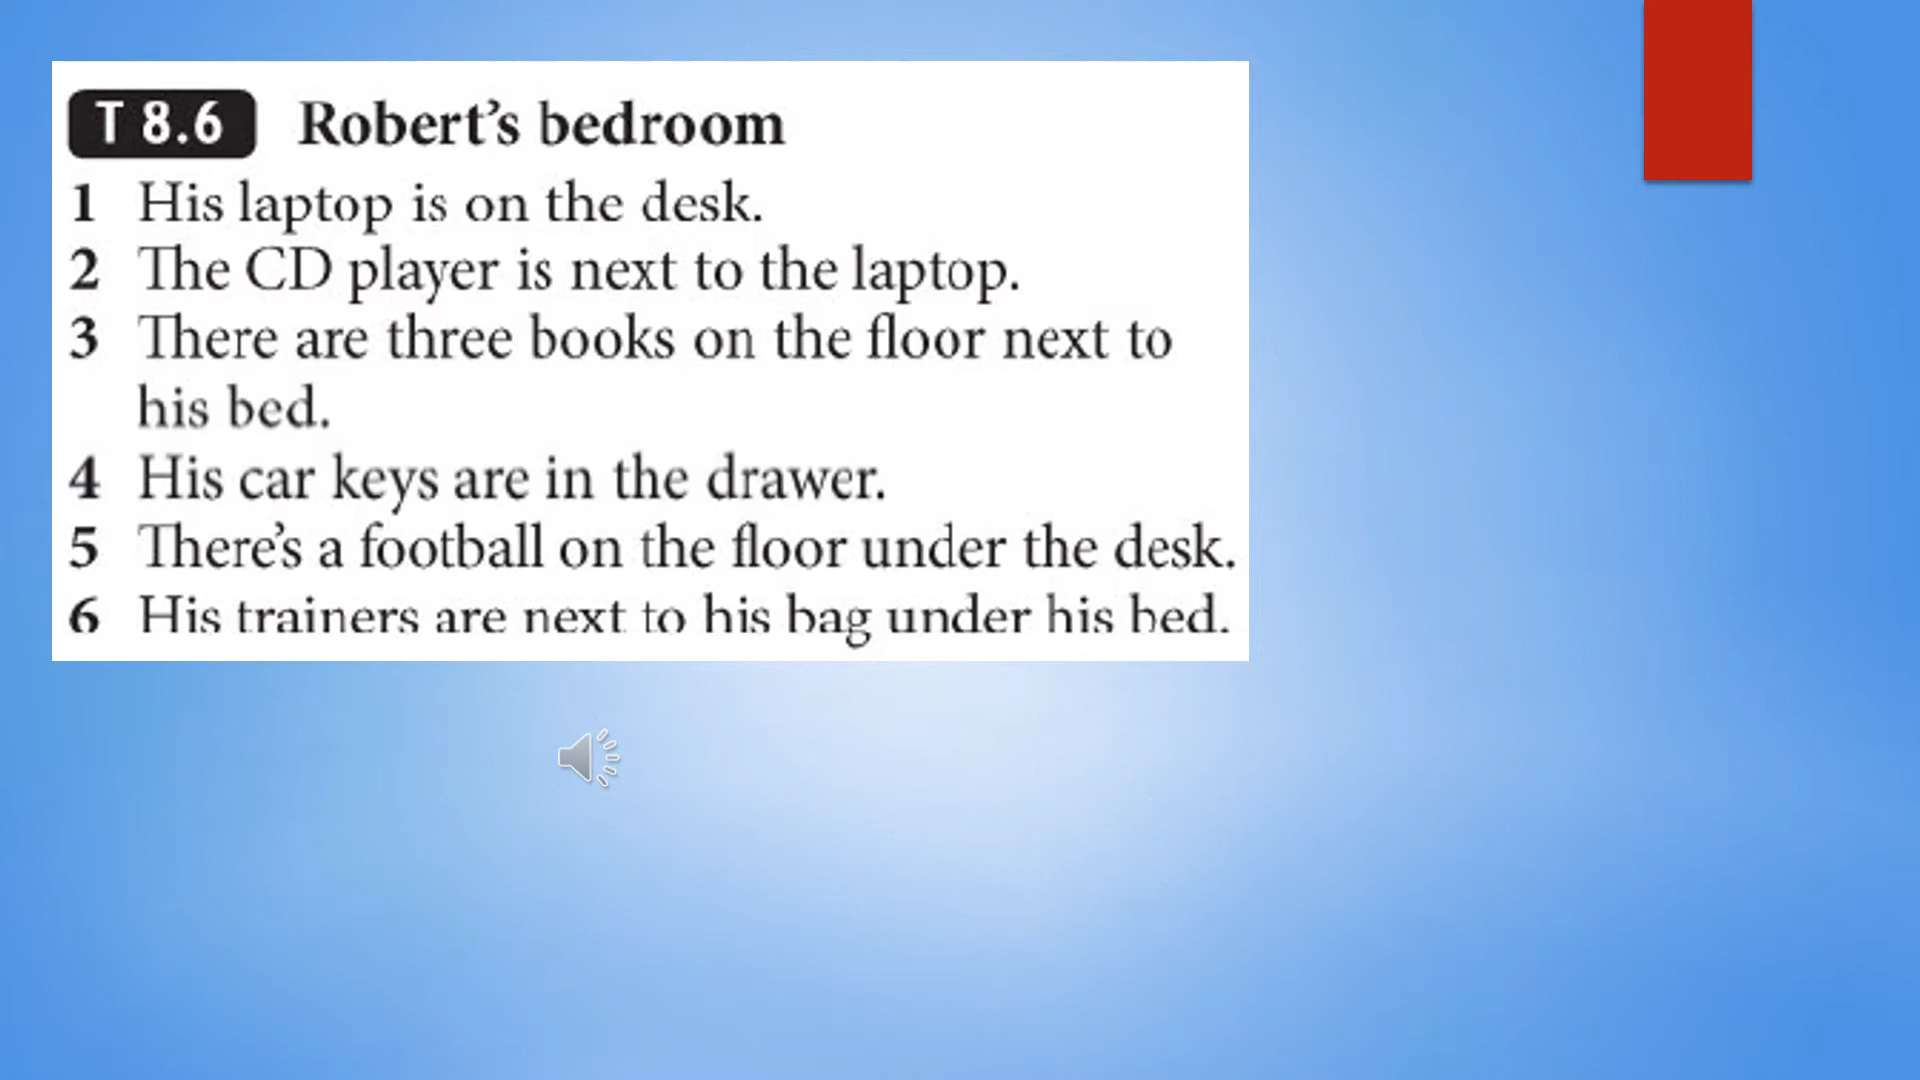 T 8.6 Robert’s bedroom
1 His laptop is on the desk.
2 The CD player is next to the laptop.
3 There are three books on the floor next to
his bed.
4 His car keys are in the drawer.
5 There’s a football on the floor under the desk.
6 His trainers are next to his bag under his bed.